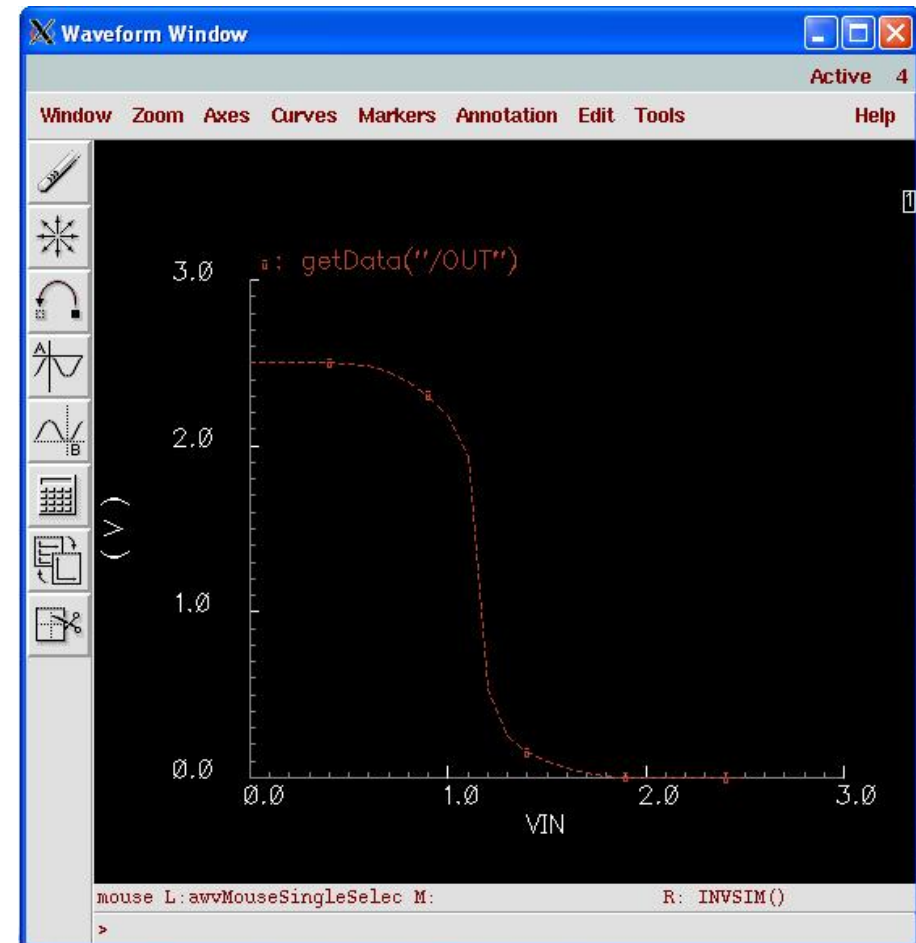 Waveform Window
Active 4
Window Zoom Axes Curves Markers Annotation Edit Tools Help
1
: getData("/OUT")
3.0
A
2.0
B
(V)
1.0
0.0
0.0 1.0 2.0 3.0
VIN
mouse L:awvMouseSingleSelec M: R: INVSIM()
>